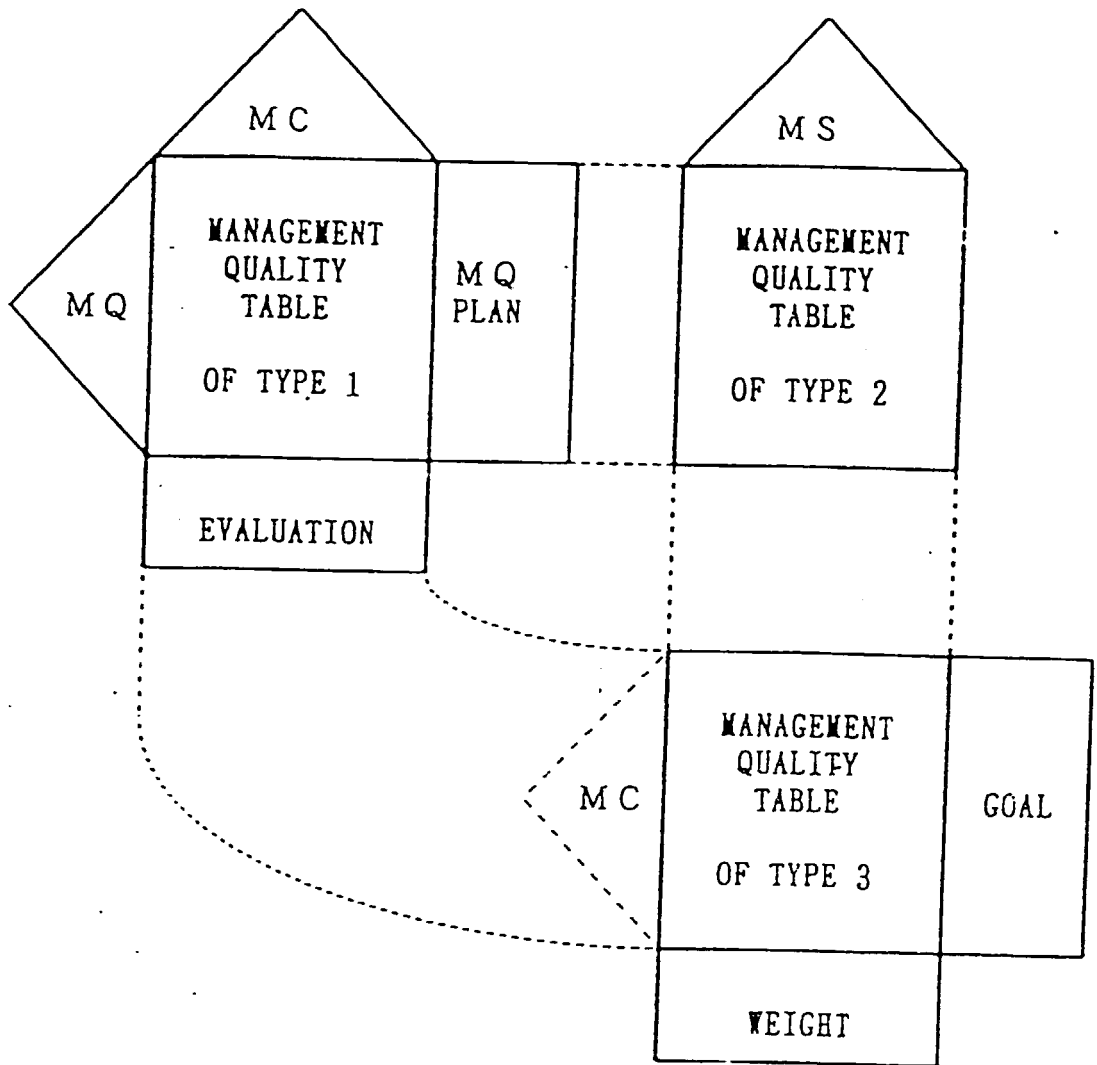 M C
M S
MANAGEMENT
QUALITY
TABLE
OF TYPE 1
M Q
M Q
PLAN
MANAGEMENT
QUALITY
TABLE
OF TYPE 2
EVALUATION
M C
MANAGEMENT
QUALITY
TABLE
OF TYPE 3
GOAL
WEIGHT